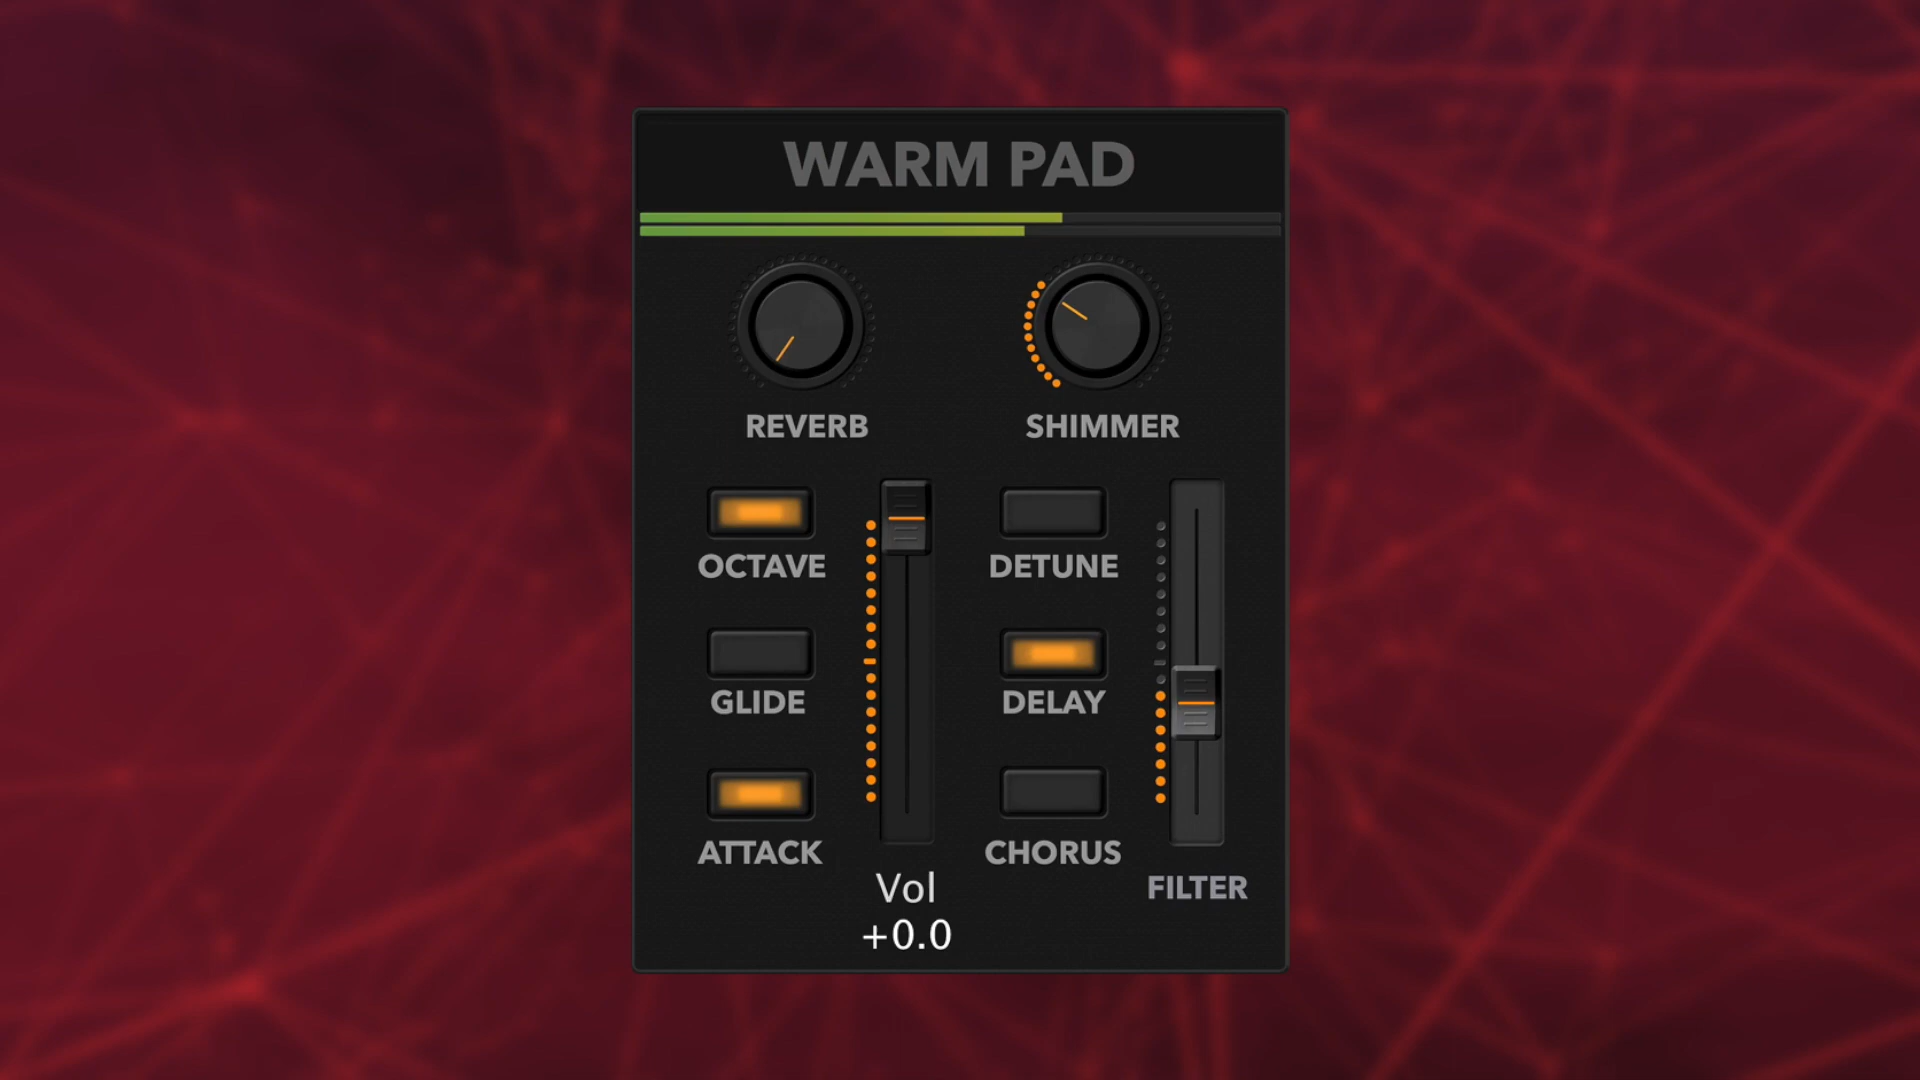 WARM PAD
REVERB
SHIMMER
OCTAVE
DETUNE
GLIDE
DELAY
ATTACK
CHORUS
Vol
+0.0
FILTER